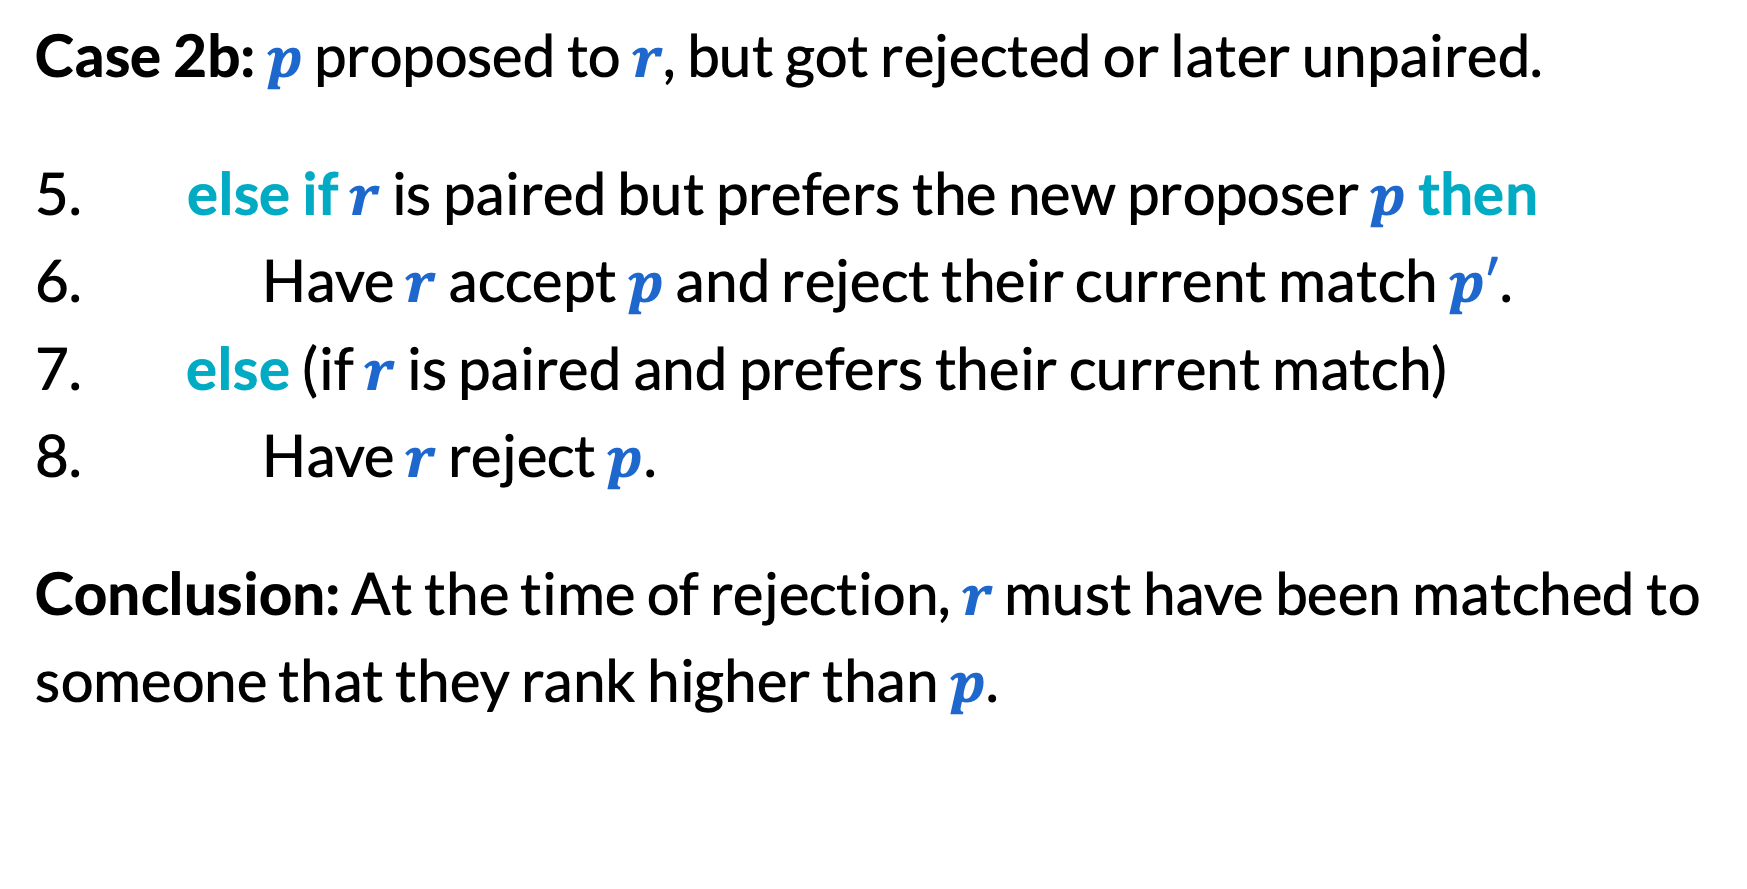 Case 2b: p proposed to r, but got rejected or later unpaired.
5. else if r is paired but prefers the new proposer p then
6. Have r accept p and reject their current match p′.
7. else (if r is paired and prefers their current match)
8. Have r reject p.
Conclusion: At the time of rejection, r must have been matched to
someone that they rank higher than p.